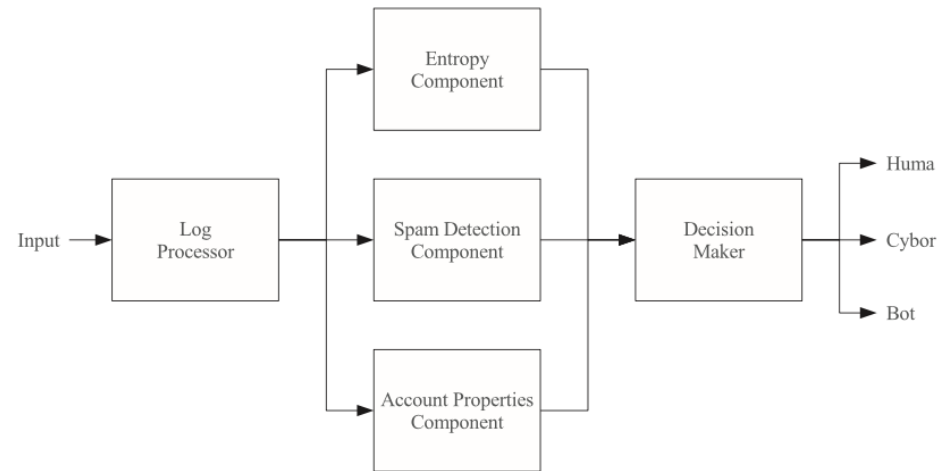 Entropy
Component
Input
Log
Processor
Spam Detection
Component
Decision
Maker
Huma
Cybor
Bot
Account Properties
Component